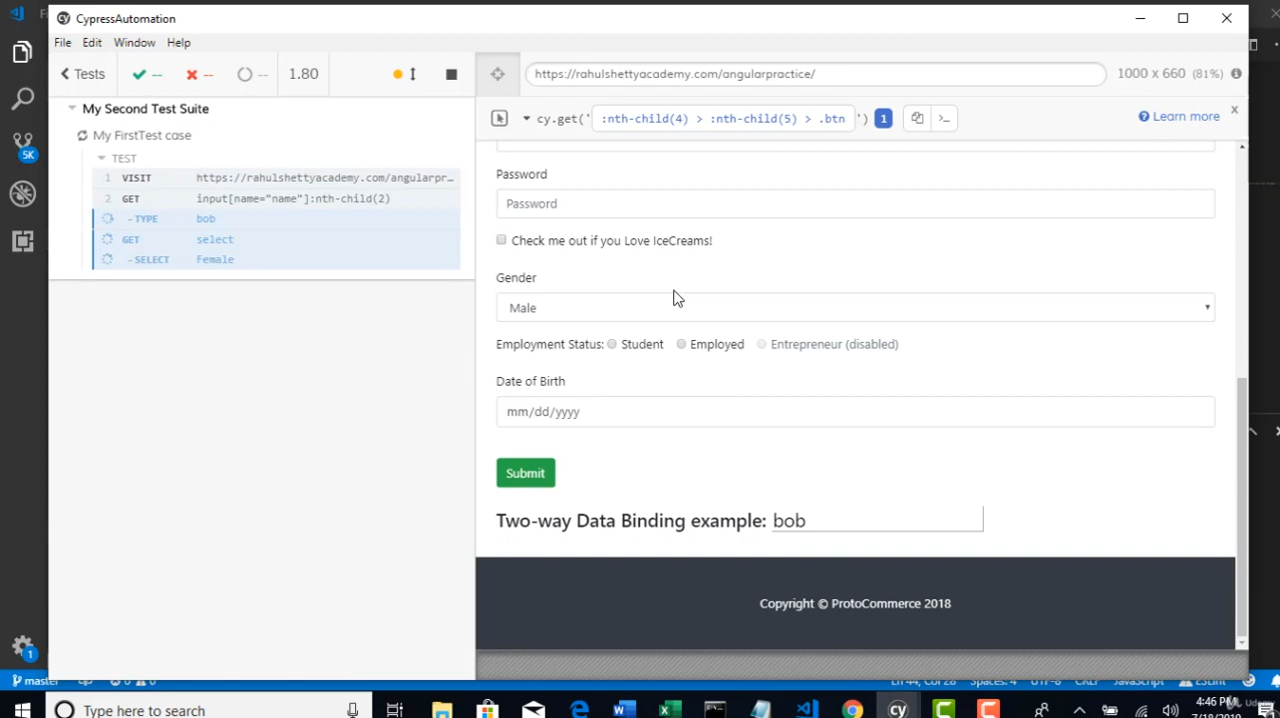 CypressAutomation
File Edit Window Help
Tests -- -- -- 1.80
https://rahulshettyacademy.com/angularpractice/
1000 x 660 (81%)
cy.get(' :nth-child(4) > :nth-child(5) > .btn ') 1
Learn more
My Second Test Suite
My FirstTest case
TEST
1 VISIT https://rahulshettyacademy.com/angularpr…
2 GET input[name="name"]:nth-child(2)
- TYPE bob
GET select
- SELECT Female
5K
Password
Password
Check me out if you Love IceCreams!
Gender
Male
Employment Status: Student Employed Entrepreneur (disabled)
Date of Birth
mm/dd/yyyy
Submit
Two-way Data Binding example: bob
Copyright © ProtoCommerce 2018
1
master
Type here to search
4:46 PM